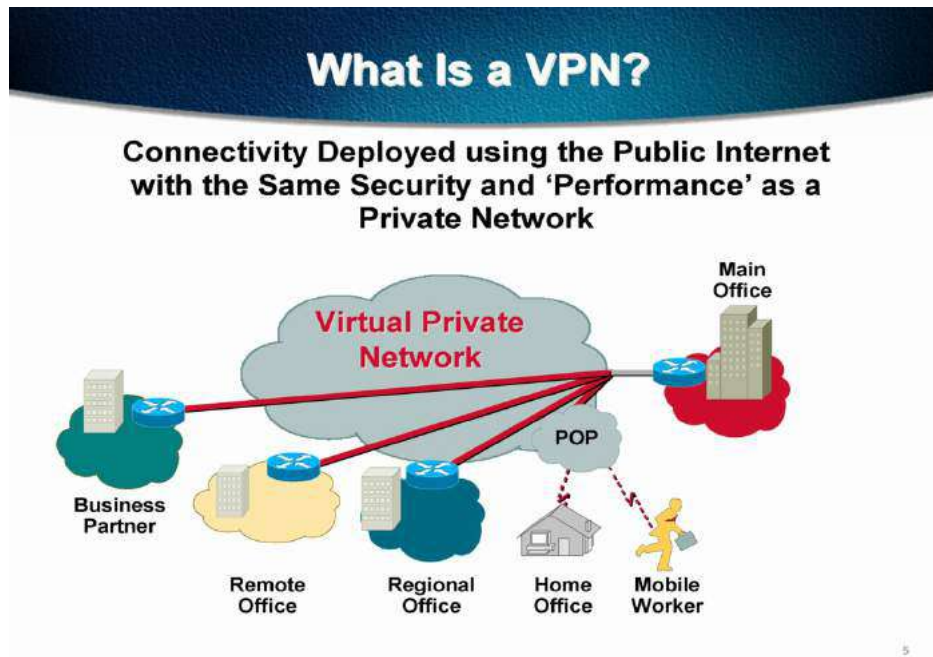 What Is a VPN?
Connectivity Deployed using the Public Internet
with the Same Security and ‘Performance’ as a
Private Network
Main
Office
Virtual Private
Network
POP
Business
Partner
Remote
Office
Regional
Office
Home
Office
Mobile
Worker
5